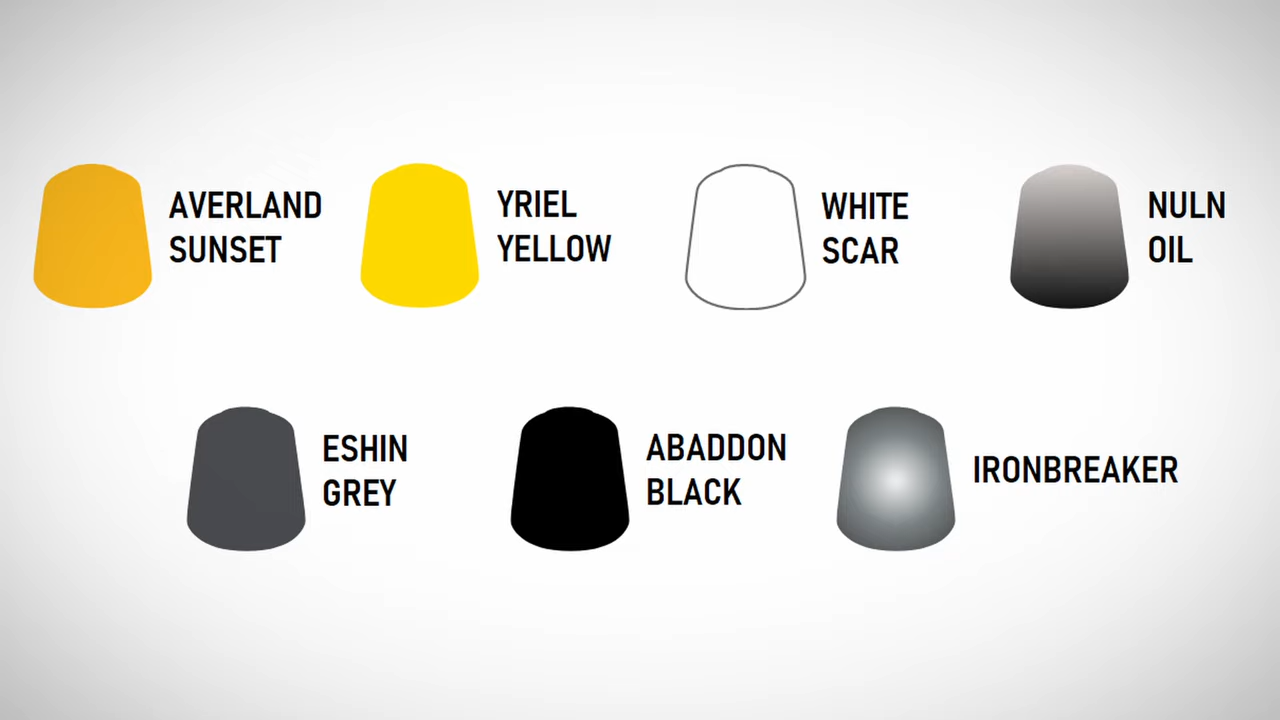 AVERLAND
SUNSET
YRIEL
YELLOW
WHITE
SCAR
NULN
OIL
ESHIN
GREY
ABADDON
BLACK
IRONBREAKER